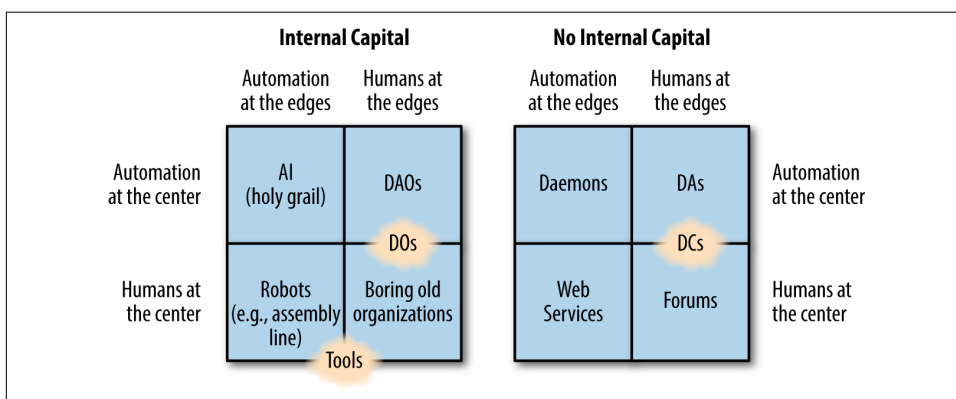 Internal Capital
No Internal Capital
Automation
at the edges
Humans at
the edges
Automation
at the edges
Humans at
the edges
Automation
at the center
AI
(holy grail)
DAOs
Daemons
DAs
Automation
at the center
DOs
DCs
Humans at
the center
Robots
(e.g., assembly
line)
Boring old
organizations
Web
Services
Forums
Humans at
the center
Tools